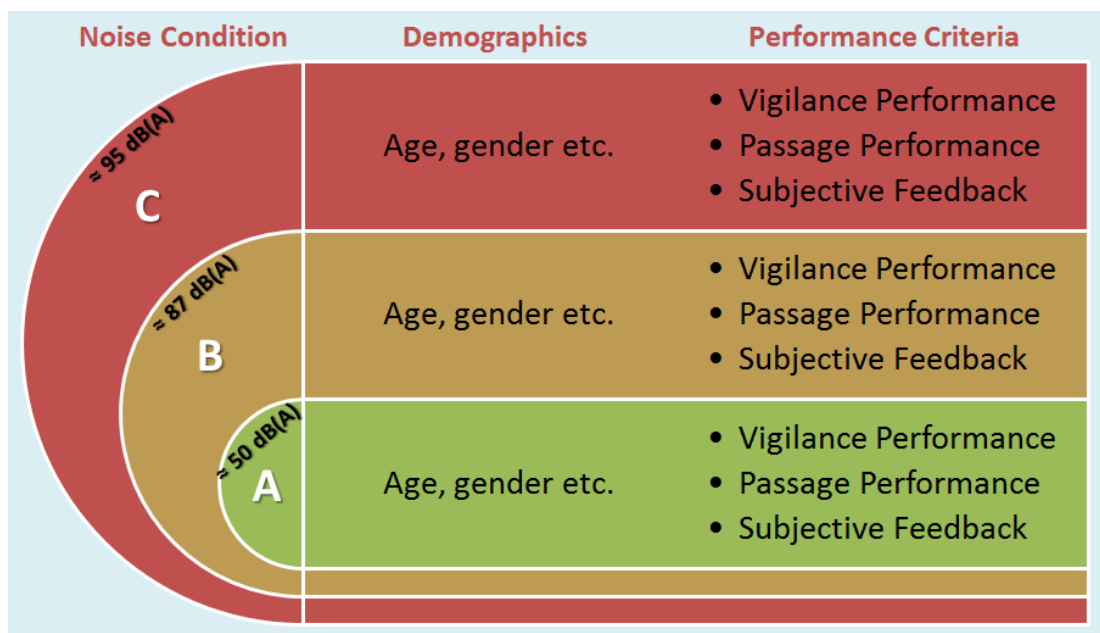 Noise Condition Demographics Performance Criteria
≈ 95 dB(A)
C
Age, gender etc.
• Vigilance Performance
• Passage Performance
• Subjective Feedback
≈ 87 dB(A)
B
Age, gender etc.
• Vigilance Performance
• Passage Performance
• Subjective Feedback
≈ 50 dB(A)
A
Age, gender etc.
• Vigilance Performance
• Passage Performance
• Subjective Feedback